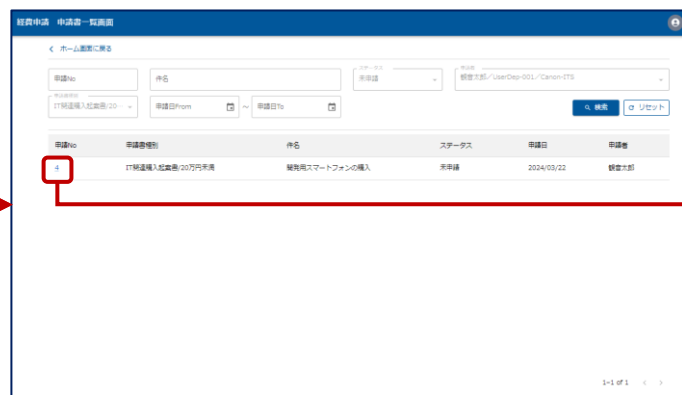 経費申請 申請書一覧画面
ホーム画面に戻る
申請No
件名
ステータス
未申請
申請者
観音太郎/UserDep-001/Canon-ITS
申請書種別
IT関連購入起案書/20…
申請日From
~
申請日To
検索
リセット
申請No 申請書種別 件名 ステータス 申請日 申請者
4 IT関連購入起案書/20万円未満 開発用スマートフォンの購入 未申請 2024/03/22 観音太郎
1-1 of 1